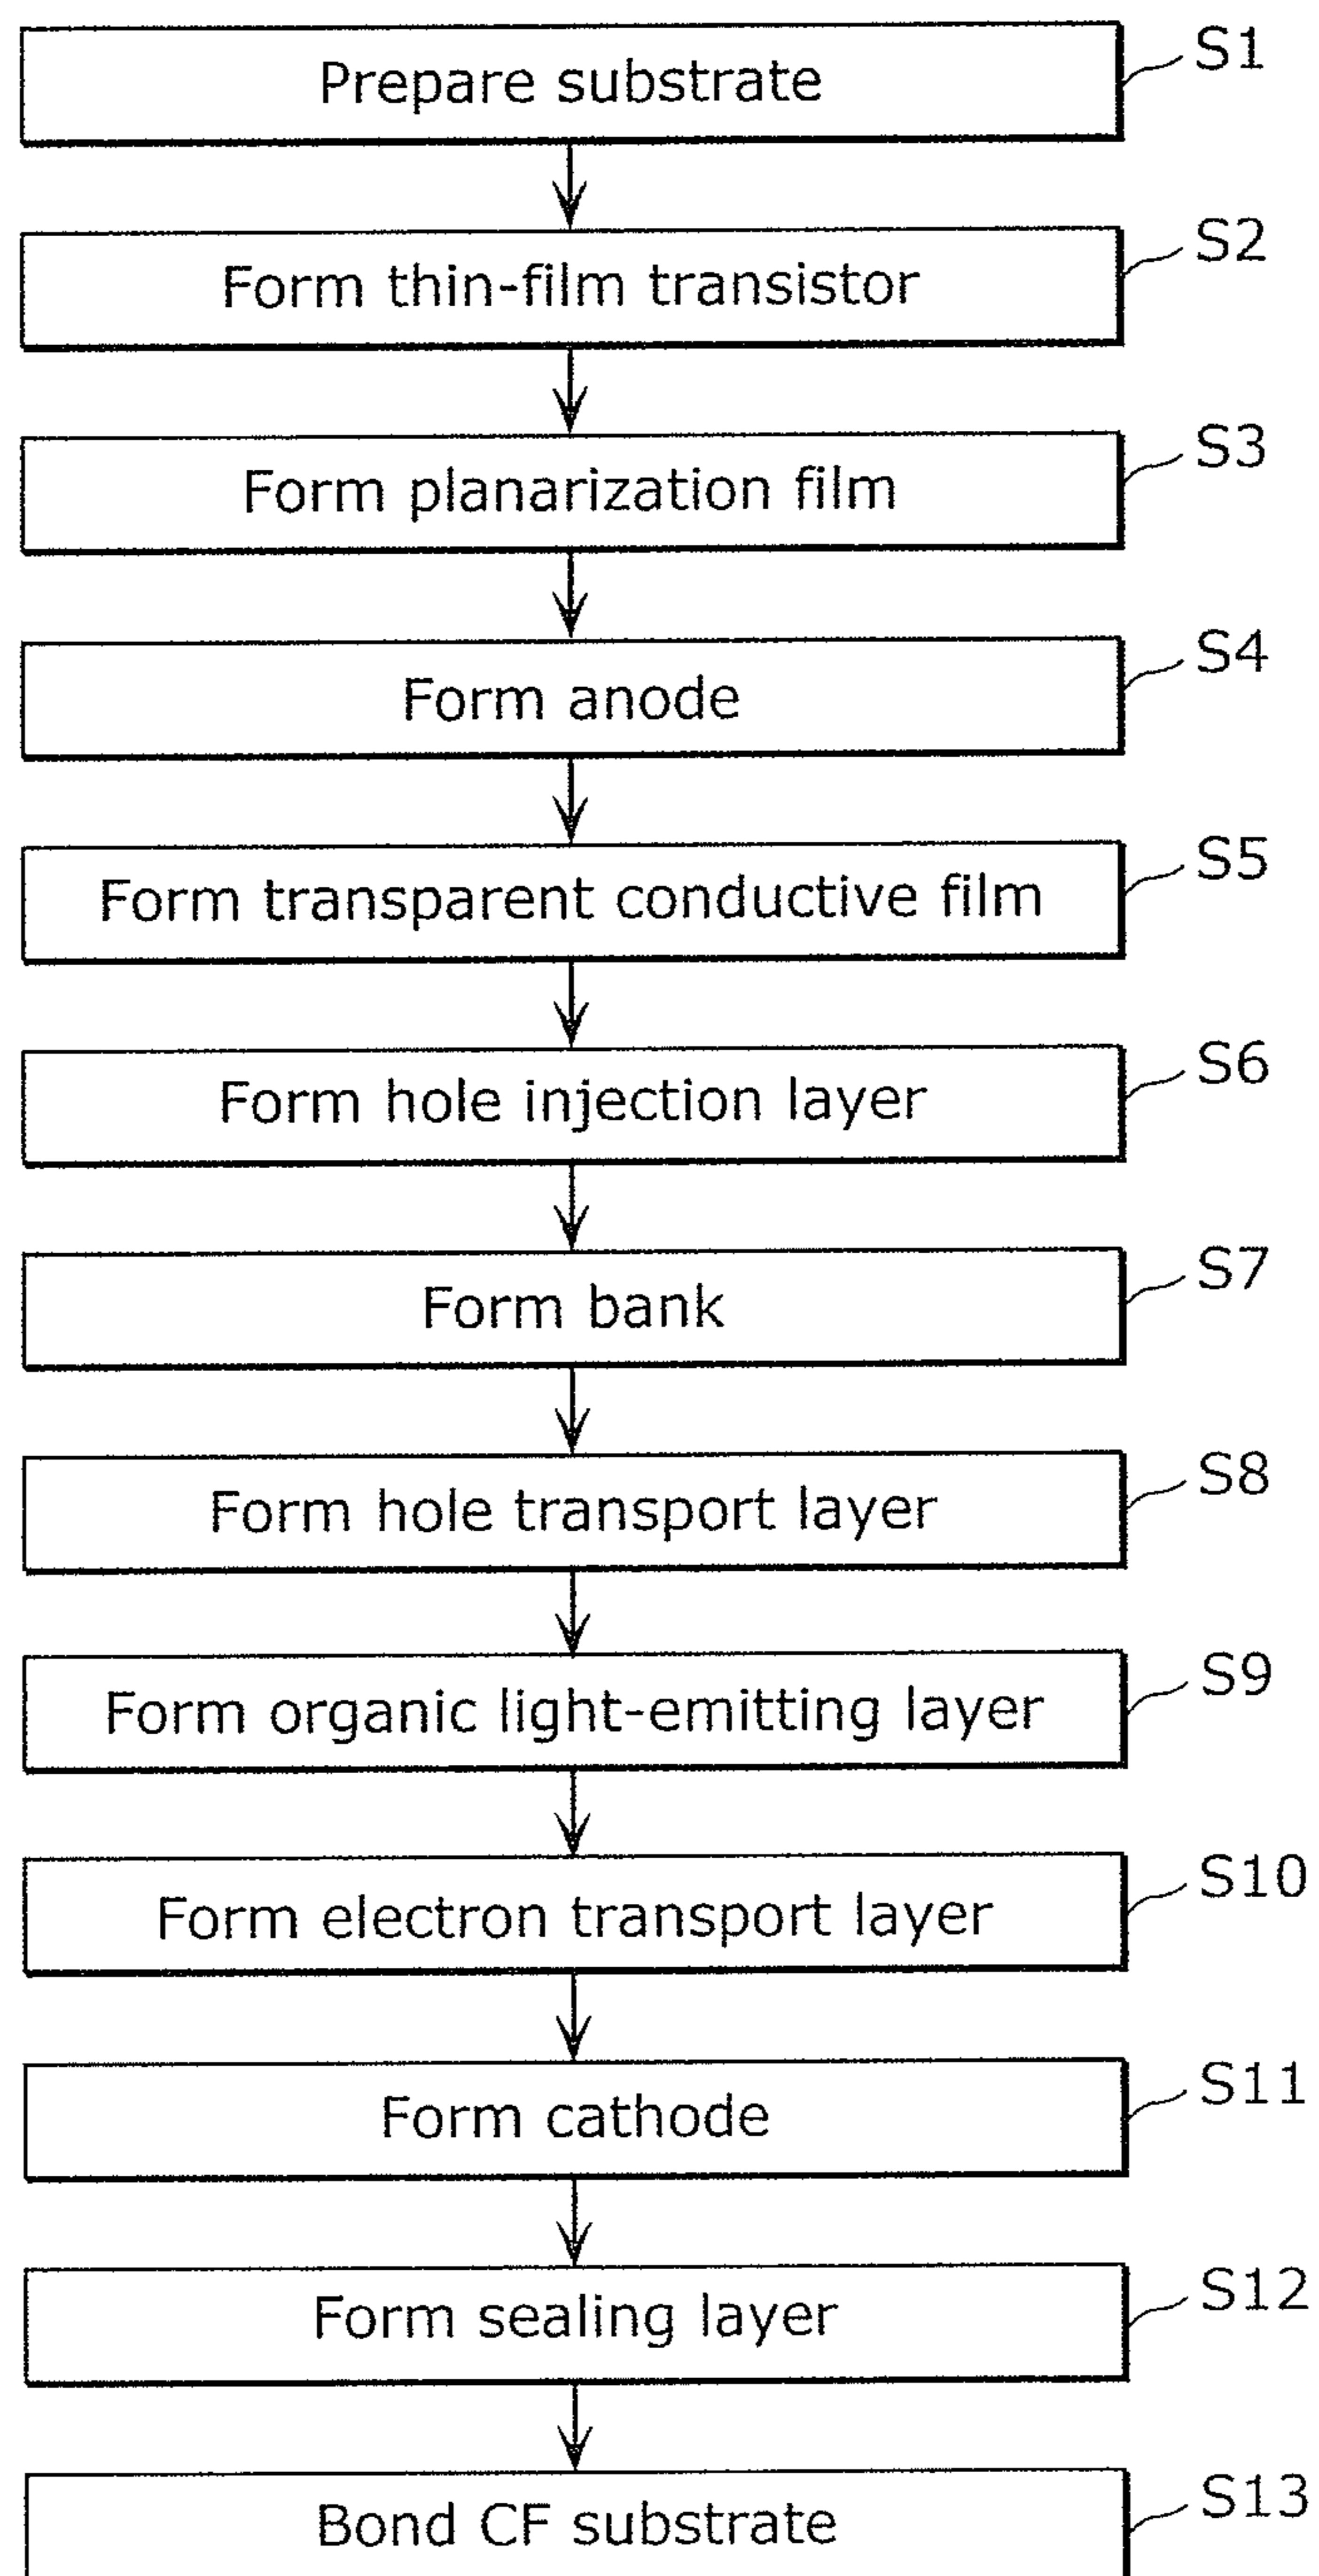 Prepare substrate S1
Form thin-film transistor S2
Form planarization film S3
Form anode S4
Form transparent conductive film S5
Form hole injection layer S6
Form bank S7
Form hole transport layer S8
Form organic light-emitting layer S9
Form electron transport layer S10
Form cathode S11
Form sealing layer S12
Bond CF substrate S13